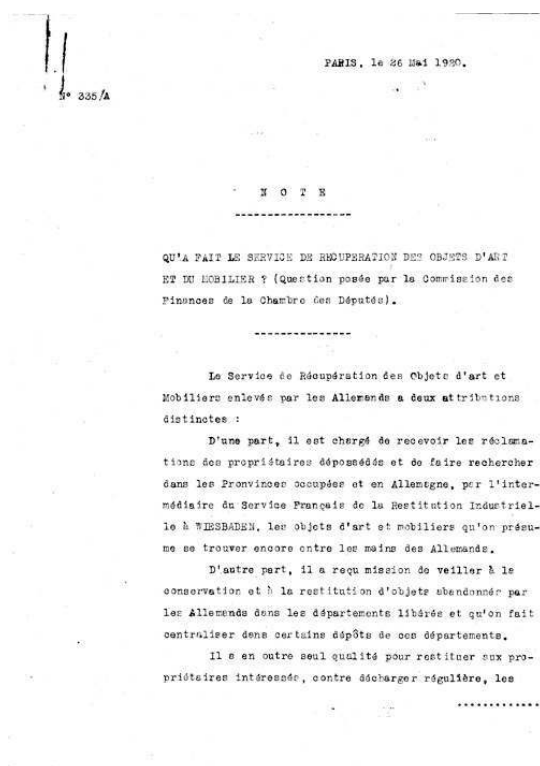 PARIS, le 26 Mai 1920.
N° 335/A
N O T E
------------------
QU'A FAIT LE SERVICE DE RECUPERATION DES OBJETS D'ART
ET DU MOBILIER ? (Question posée par la Commission des
Finances de la Chambre des Députés).
---------------
Le Service de Récupération des Objets d'art et
Mobiliers enlevés par les Allemands a deux attributions
distinctes :
D'une part, il est chargé de recevoir les réclama-
tions des propriétaires dépossédés et de faire rechercher
dans les Pronvinces occupées et en Allemagne, par l'inter-
médiaire du Service Français de la Restitution Industriel-
le à WIESBADEN, les objets d'art et mobiliers qu'on présu-
me se trouver encore entre les mains des Allemands.
D'autre part, il a reçu mission de veiller à la
conservation et à la restitution d'objets abandonnés par
les Allemands dans les départements libérés et qu'on fait
centraliser dans certains dépôts de ces départements.
Il a en outre seul qualité pour restituer aux pro-
priétaires intéressés, contre décharger régulière, les
.............